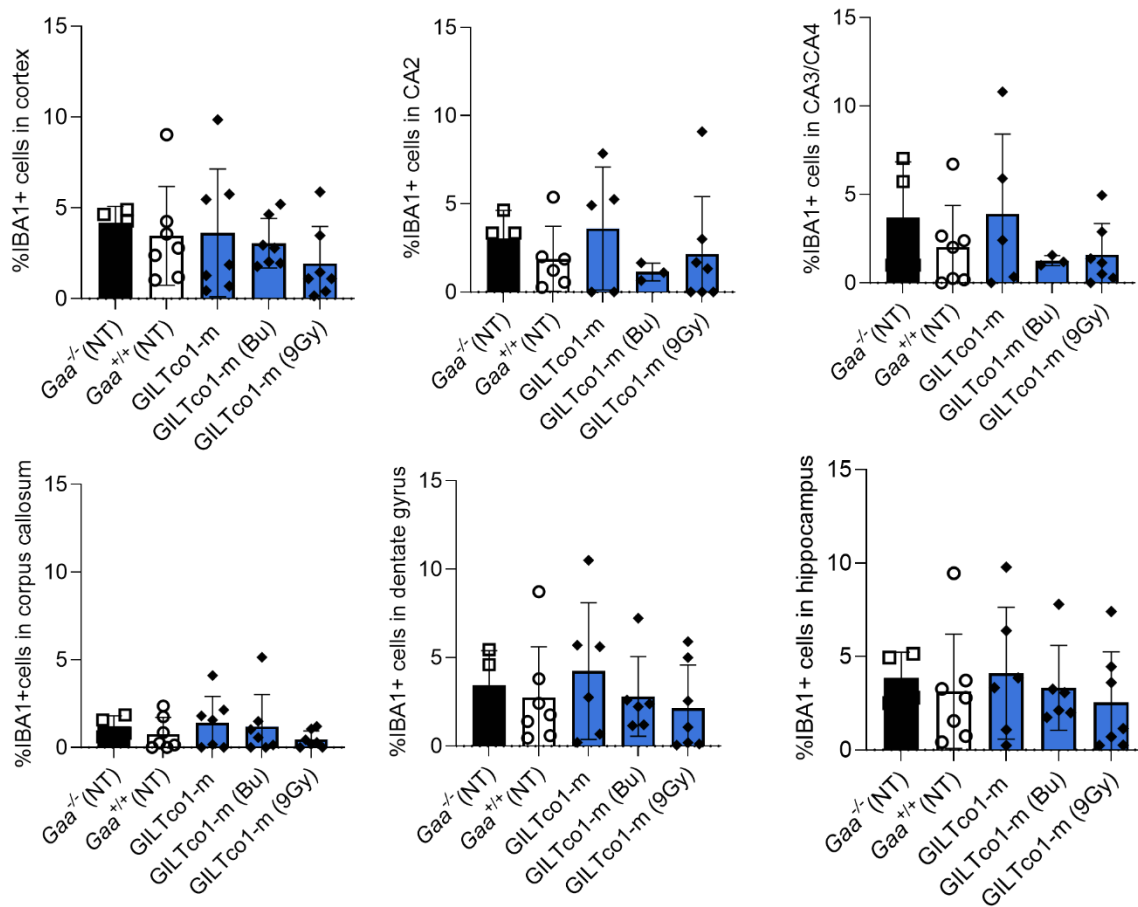 %IBA1+ cells in cortex
15
10
5
0
Gaa-/- (NT)
Gaa+/+ (NT)
GILTco1-m
GILTco1-m (Bu)
GILTco1-m (9Gy)
%IBA1+ cells in CA2
15
10
5
0
Gaa-/- (NT)
Gaa+/+ (NT)
GILTco1-m
GILTco1-m (Bu)
GILTco1-m (9Gy)
%IBA1+ cells in CA3/CA4
15
10
5
0
Gaa-/- (NT)
Gaa+/+ (NT)
GILTco1-m
GILTco1-m (Bu)
GILTco1-m (9Gy)
%IBA1+cells in corpus callosum
15
10
5
0
Gaa-/- (NT)
Gaa+/+ (NT)
GILTco1-m
GILTco1-m (Bu)
GILTco1-m (9Gy)
%IBA1+ cells in dentate gyrus
15
10
5
0
Gaa-/- (NT)
Gaa+/+ (NT)
GILTco1-m
GILTco1-m (Bu)
GILTco1-m (9Gy)
%IBA1+ cells in hippocampus
15
10
5
0
Gaa-/- (NT)
Gaa+/+ (NT)
GILTco1-m
GILTco1-m (Bu)
GILTco1-m (9Gy)